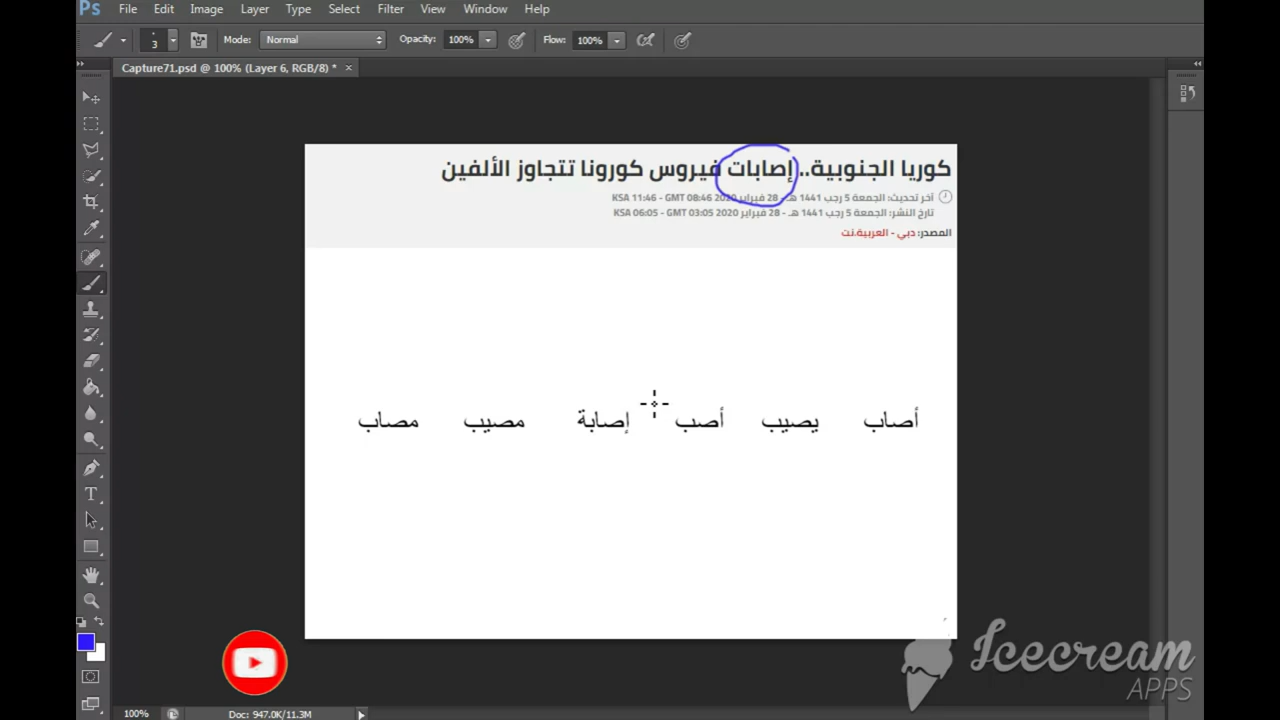 Ps File Edit Image Layer Type Select Filter View Window Help
3 Mode: Normal Opacity: 100% Flow: 100%
Capture71.psd @ 100% (Layer 6, RGB/8) * ×
كوريا الجنوبية.. إصابات فيروس كورونا تتجاوز الألفين
آخر تحديث: الجمعة 5 رجب 1441 هـ - 28 فبراير 2020 KSA 11:46 - GMT 08:46
تارخ النشر: الجمعة 5 رجب 1441 هـ - 28 فبراير 2020 KSA 06:05 - GMT 03:05
المصدر: دبي - العربية.نت
أصاب يصيب أصب إصابة مصيب مصاب
Icecream
APPS
100% Doc: 947.0K/11.3M